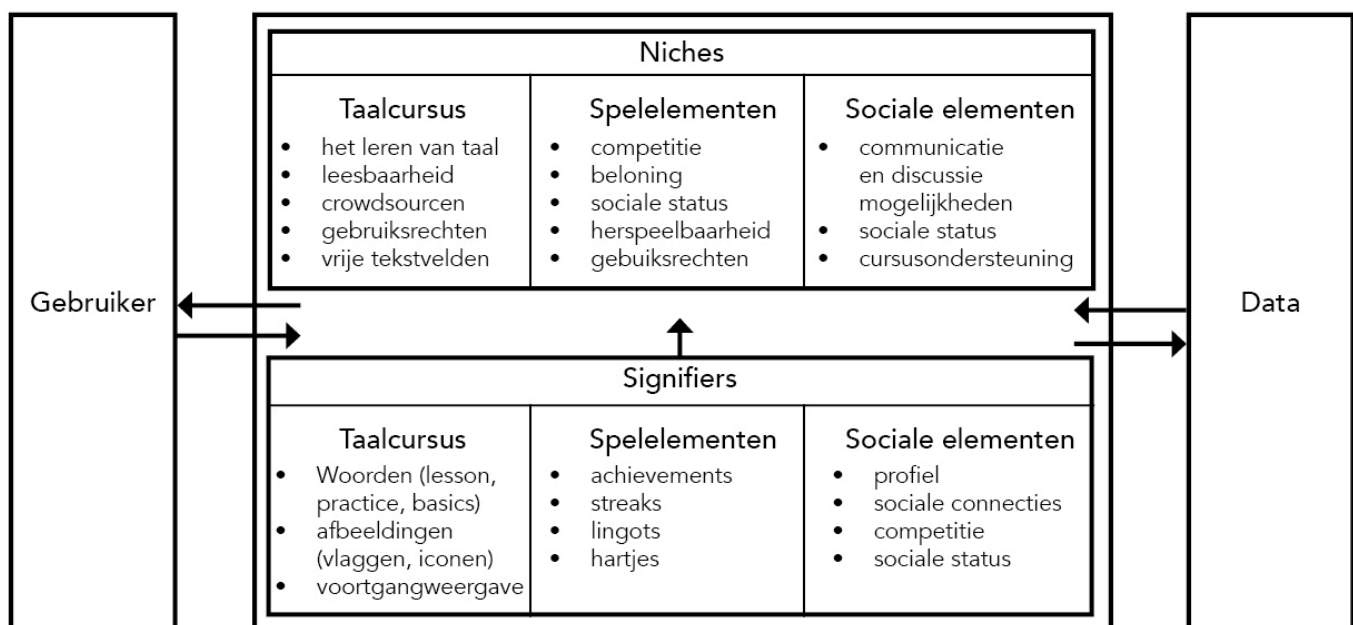 Gebruiker
Niches
Taalcursus
• het leren van taal
• leesbaarheid
• crowdsourcen
• gebruiksrechten
• vrije tekstvelden
Spelelementen
• competitie
• beloning
• sociale status
• herspeelbaarheid
• gebuiksrechten
Sociale elementen
• communicatie
en discussie
mogelijkheden
• sociale status
• cursusondersteuning
Signifiers
Taalcursus
• Woorden (lesson,
practice, basics)
• afbeeldingen
(vlaggen, iconen)
• voortgangweergave
Spelelementen
• achievements
• streaks
• lingots
• hartjes
Sociale elementen
• profiel
• sociale connecties
• competitie
• sociale status
Data